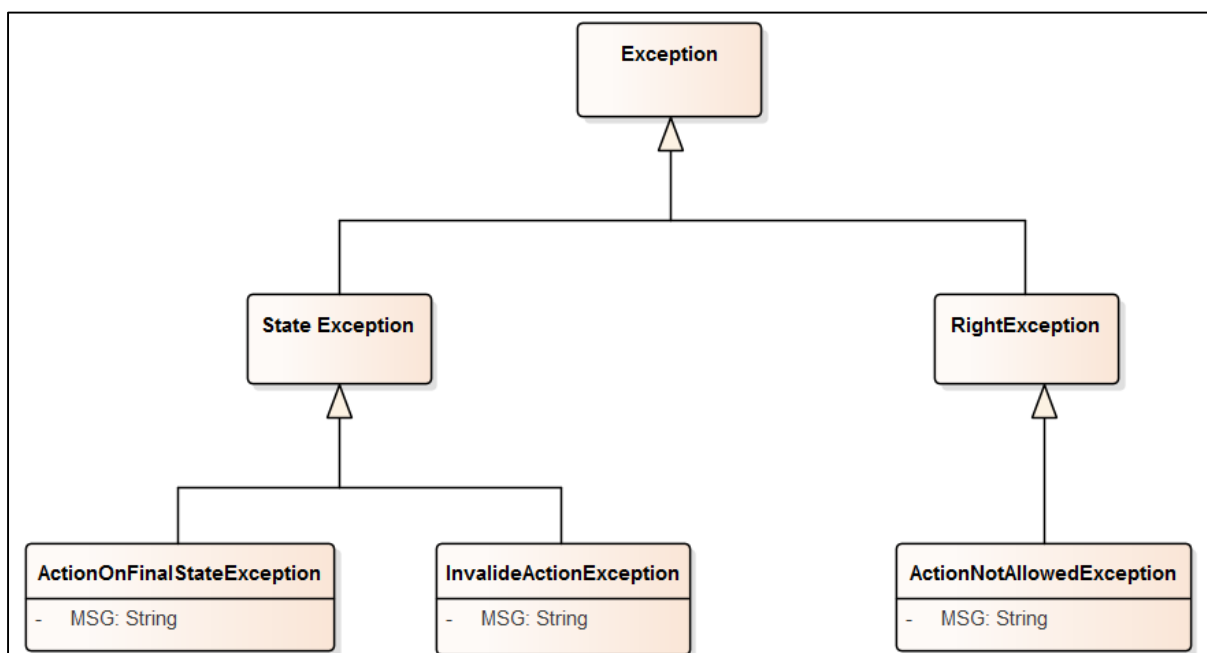 Exception
State Exception
RightException
ActionOnFinalStateException
- MSG: String
InvalideActionException
- MSG: String
ActionNotAllowedException
- MSG: String